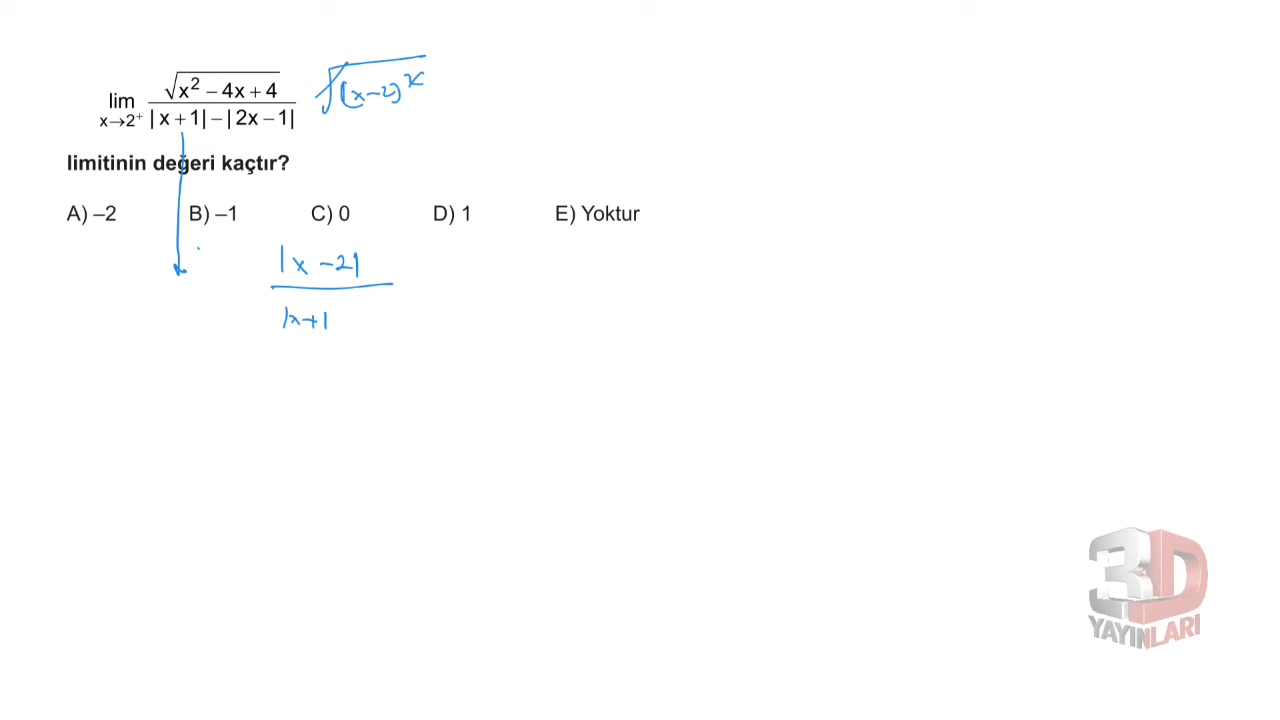 lim x→2⁺ √(x² – 4x + 4) / (|x + 1| – |2x – 1|) √(x–2)²
limitinin değeri kaçtır?
A) –2 B) –1 C) 0 D) 1 E) Yoktur
|x –2|
|x+1
3D
YAYINLARI